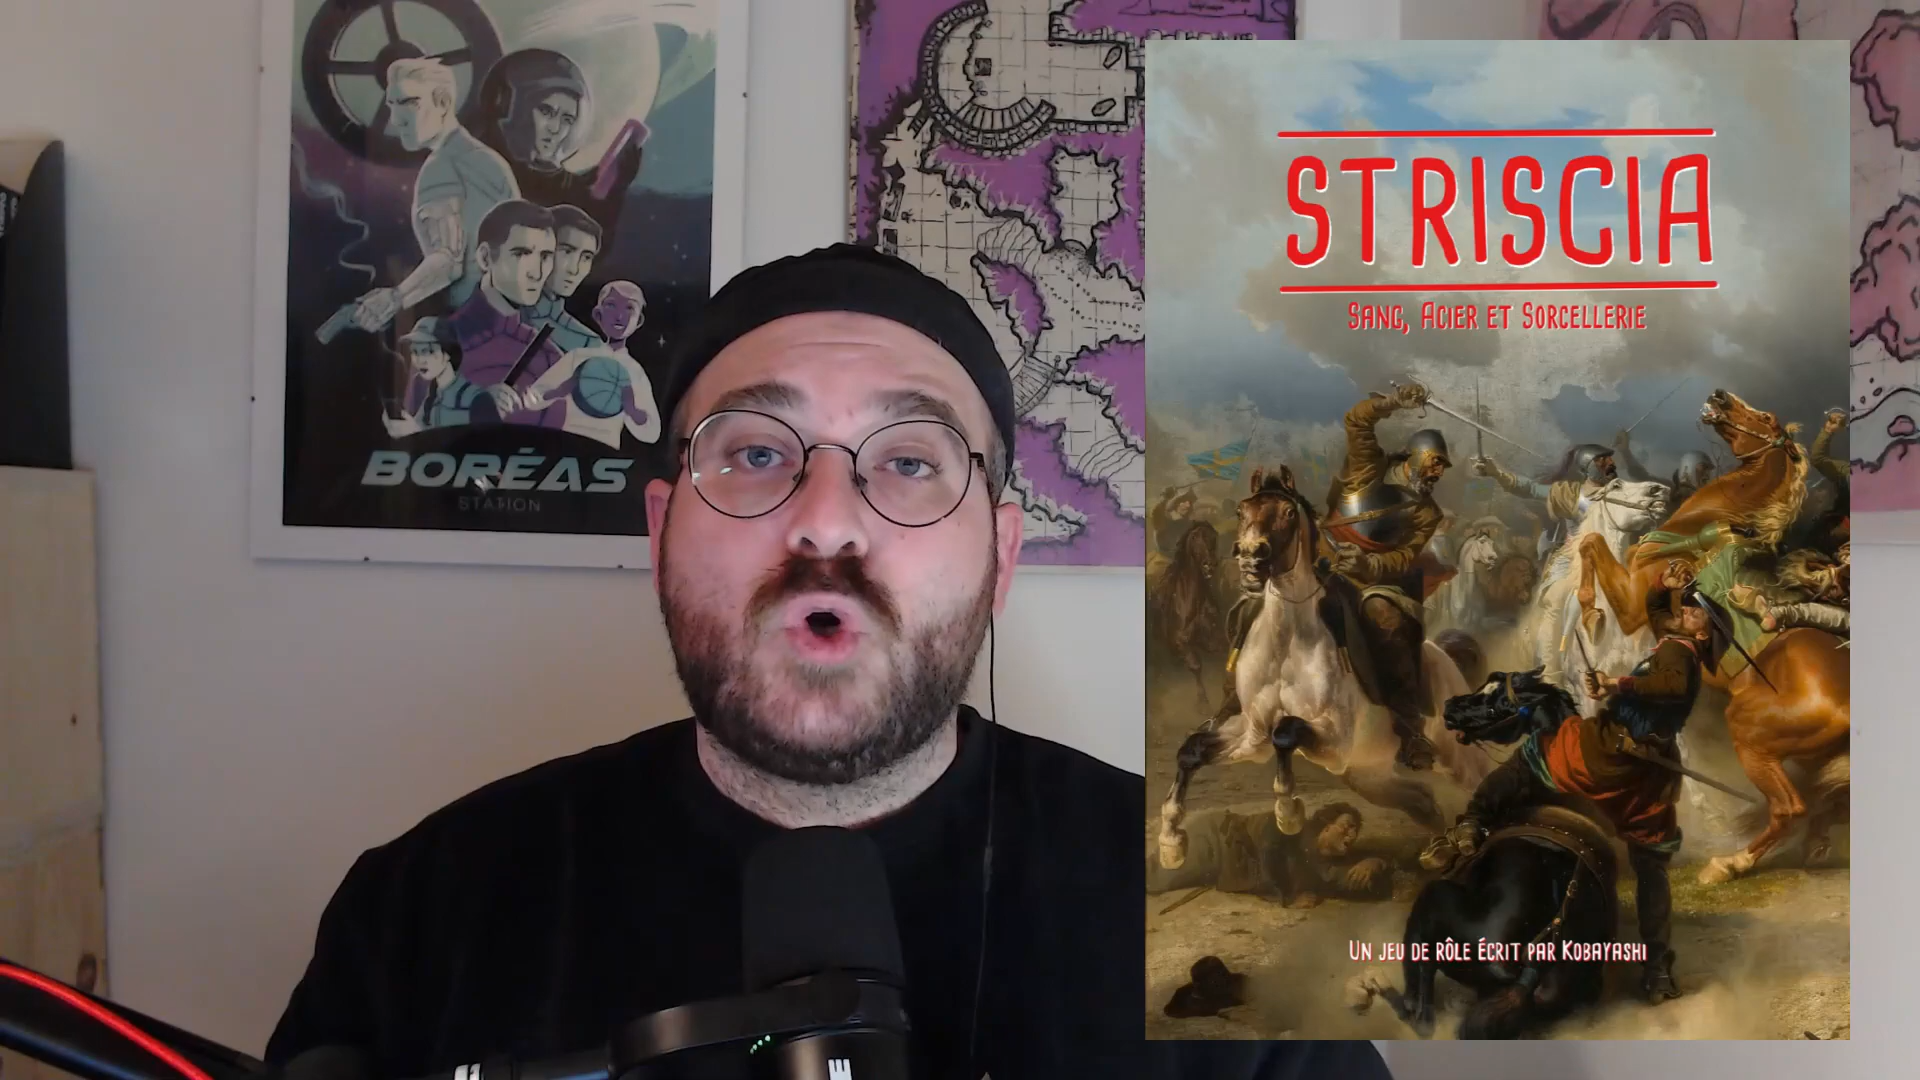 BORÉAS
STATION
STRISCIA
SANG, ACIER ET SORCELLERIE
UN JEU DE RÔLE ÉCRIT PAR KOBAYASHI